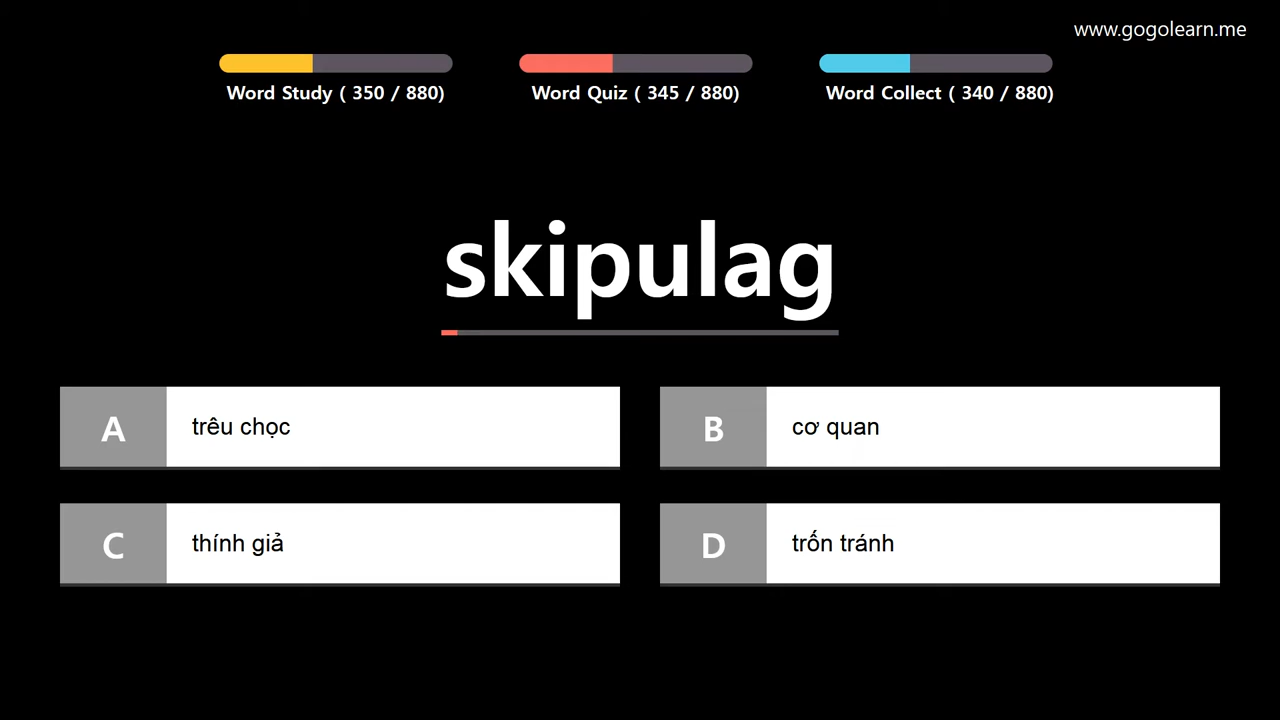 www.gogolearn.me
Word Study ( 350 / 880)
Word Quiz ( 345 / 880)
Word Collect ( 340 / 880)
skipulag
A trêu chọc
B cơ quan
C thính giả
D trốn tránh